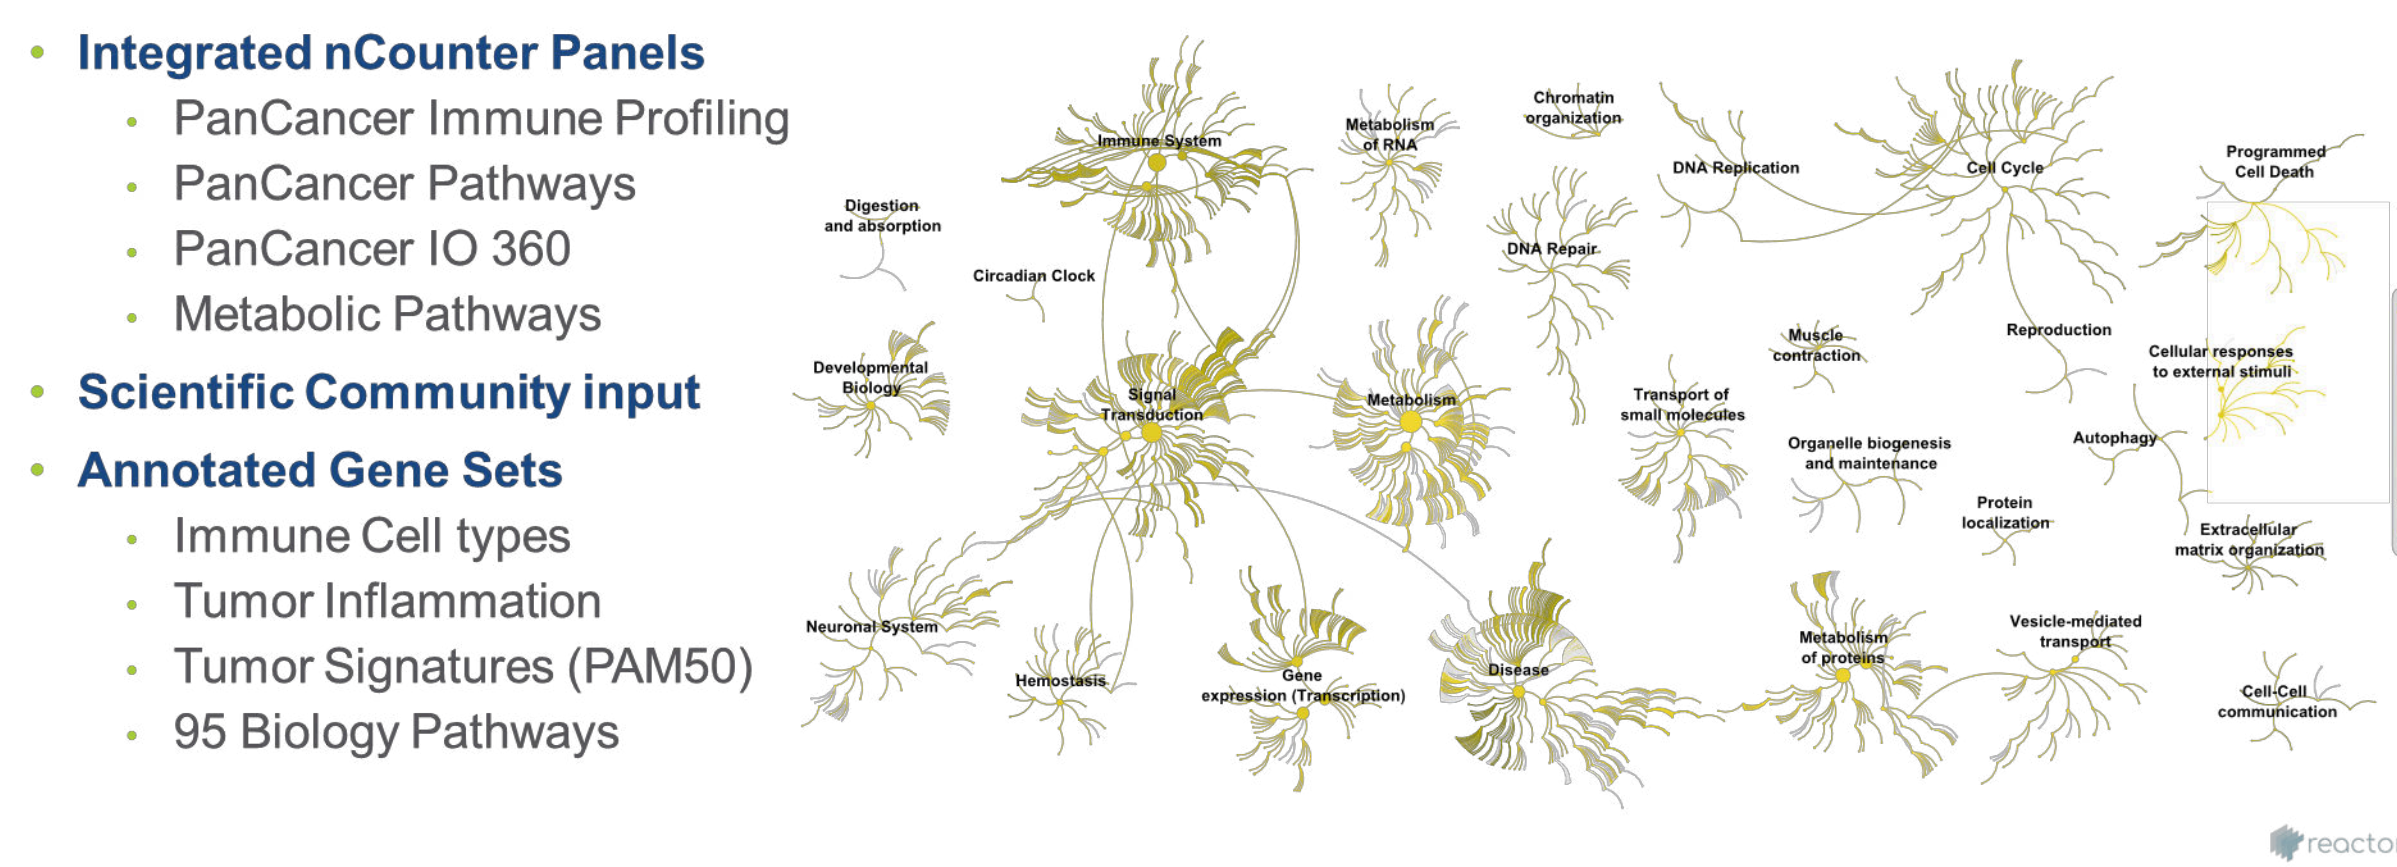 Integrated nCounter Panels
PanCancer Immune Profiling
PanCancer Pathways
PanCancer IO 360
Metabolic Pathways
Scientific Community input
Annotated Gene Sets
Immune Cell types
Tumor Inflammation
Tumor Signatures (PAM50)
95 Biology Pathways
Immune System
Metabolism
of RNA
Chromatin
organization
DNA Replication
Cell Cycle
Programmed
Cell Death
Digestion
and absorption
Circadian Clock
DNA Repair
Developmental
Biology
Signal
Transduction
Metabolism
Muscle
contraction
Reproduction
Cellular responses
to external stimuli
Transport of
small molecules
Organelle biogenesis
and maintenance
Autophagy
Protein
localization
Extracellular
matrix organization
Neuronal System
Hemostasis
Gene
expression (Transcription)
Disease
Metabolism
of proteins
Vesicle-mediated
transport
Cell-Cell
communication
reacto